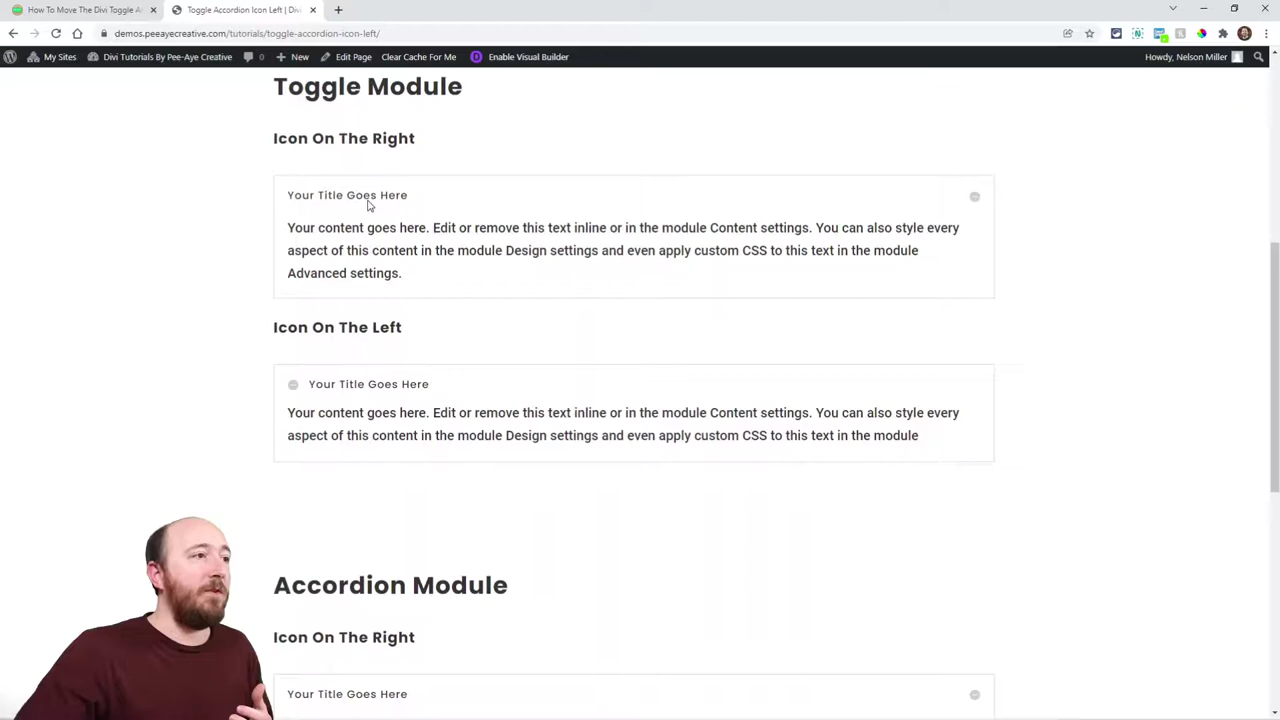 How To Move The Divi Toggle A
Toggle Accordion Icon Left | Divi
demos.peeayecreative.com/tutorials/toggle-accordion-icon-left/
My Sites
Divi Tutorials By Pee-Aye Creative
0
New
Edit Page
Clear Cache For Me
Enable Visual Builder
Howdy, Nelson Miller
Toggle Module
Icon On The Right
Your Title Goes Here
Your content goes here. Edit or remove this text inline or in the module Content settings. You can also style every
aspect of this content in the module Design settings and even apply custom CSS to this text in the module
Advanced settings.
Icon On The Left
Your Title Goes Here
Your content goes here. Edit or remove this text inline or in the module Content settings. You can also style every
aspect of this content in the module Design settings and even apply custom CSS to this text in the module
Accordion Module
Icon On The Right
Your Title Goes Here